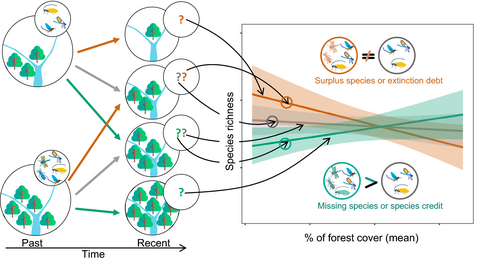 ?
??
??
?
Past
Recent
Time
Species richness
≠
Surplus species or extinction debt
>
Missing species or species credit
% of forest cover (mean)